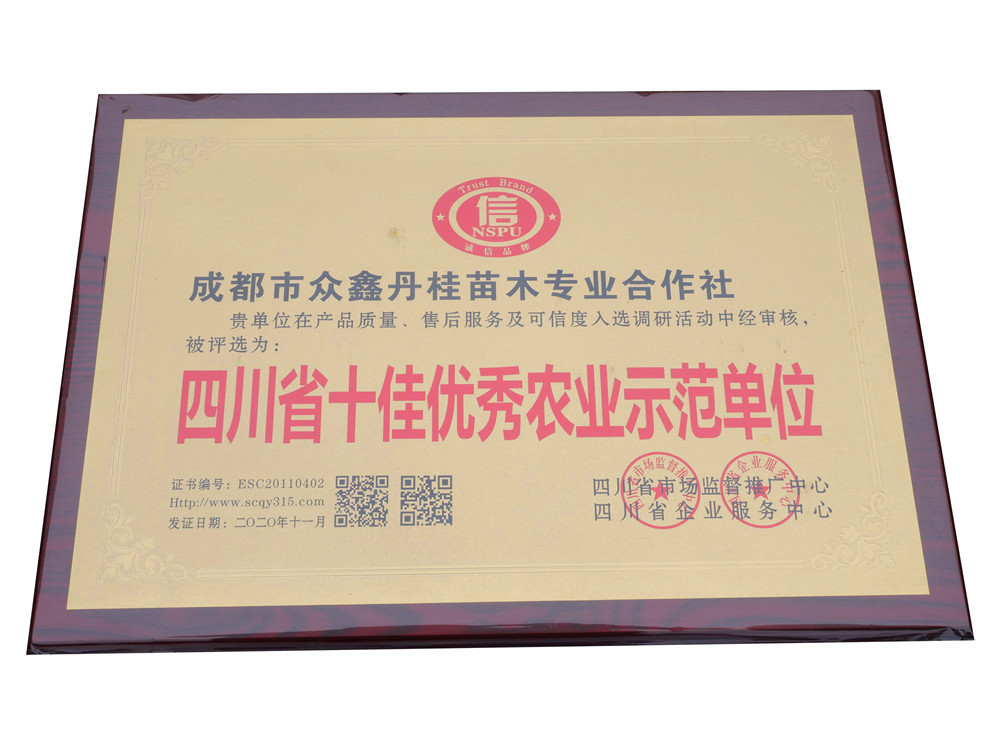 Trust Brand
信
NSPU
诚信品牌
成都市众鑫丹桂苗木专业合作社
贵单位在产品质量、售后服务及可信度入选调研活动中经审核，
被评选为：
四川省十佳优秀农业示范单位
证书编号：ESC20110402
Http://www.scqy315.com
发证日期：二〇二〇年十一月
四川省市场监督推广中心
四川省企业服务中心